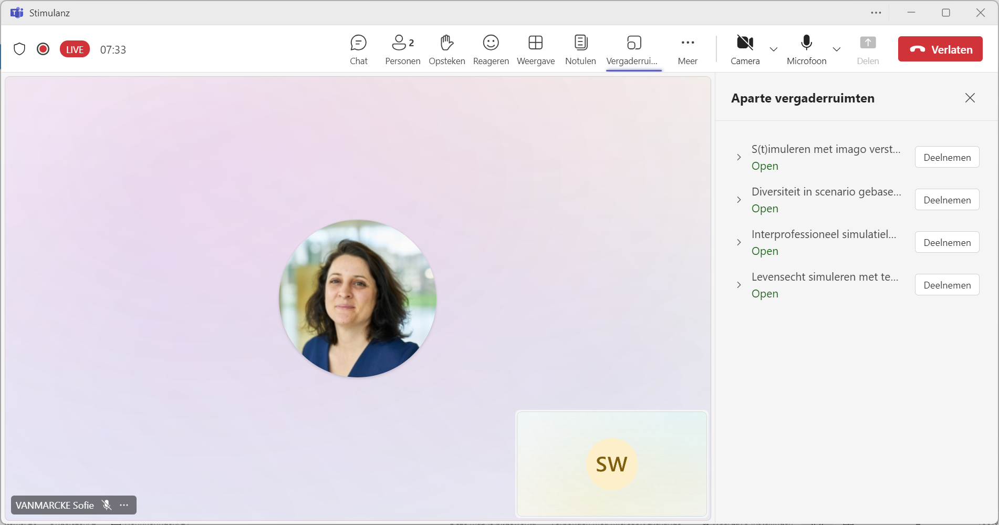 Stimulanz
LIVE 07:33
Chat
Personen 2
Opsteken
Reageren
Weergave
Notulen
Vergaderrui...
Meer
Camera
Microfoon
Delen
Verlaten
Aparte vergaderruimten
S(t)imuleren met imago verst...
Open
Deelnemen
Diversiteit in scenario gebase...
Open
Deelnemen
Interprofessioneel simulatiel...
Open
Deelnemen
Levensecht simuleren met te...
Open
Deelnemen
SW
VANMARCKE Sofie